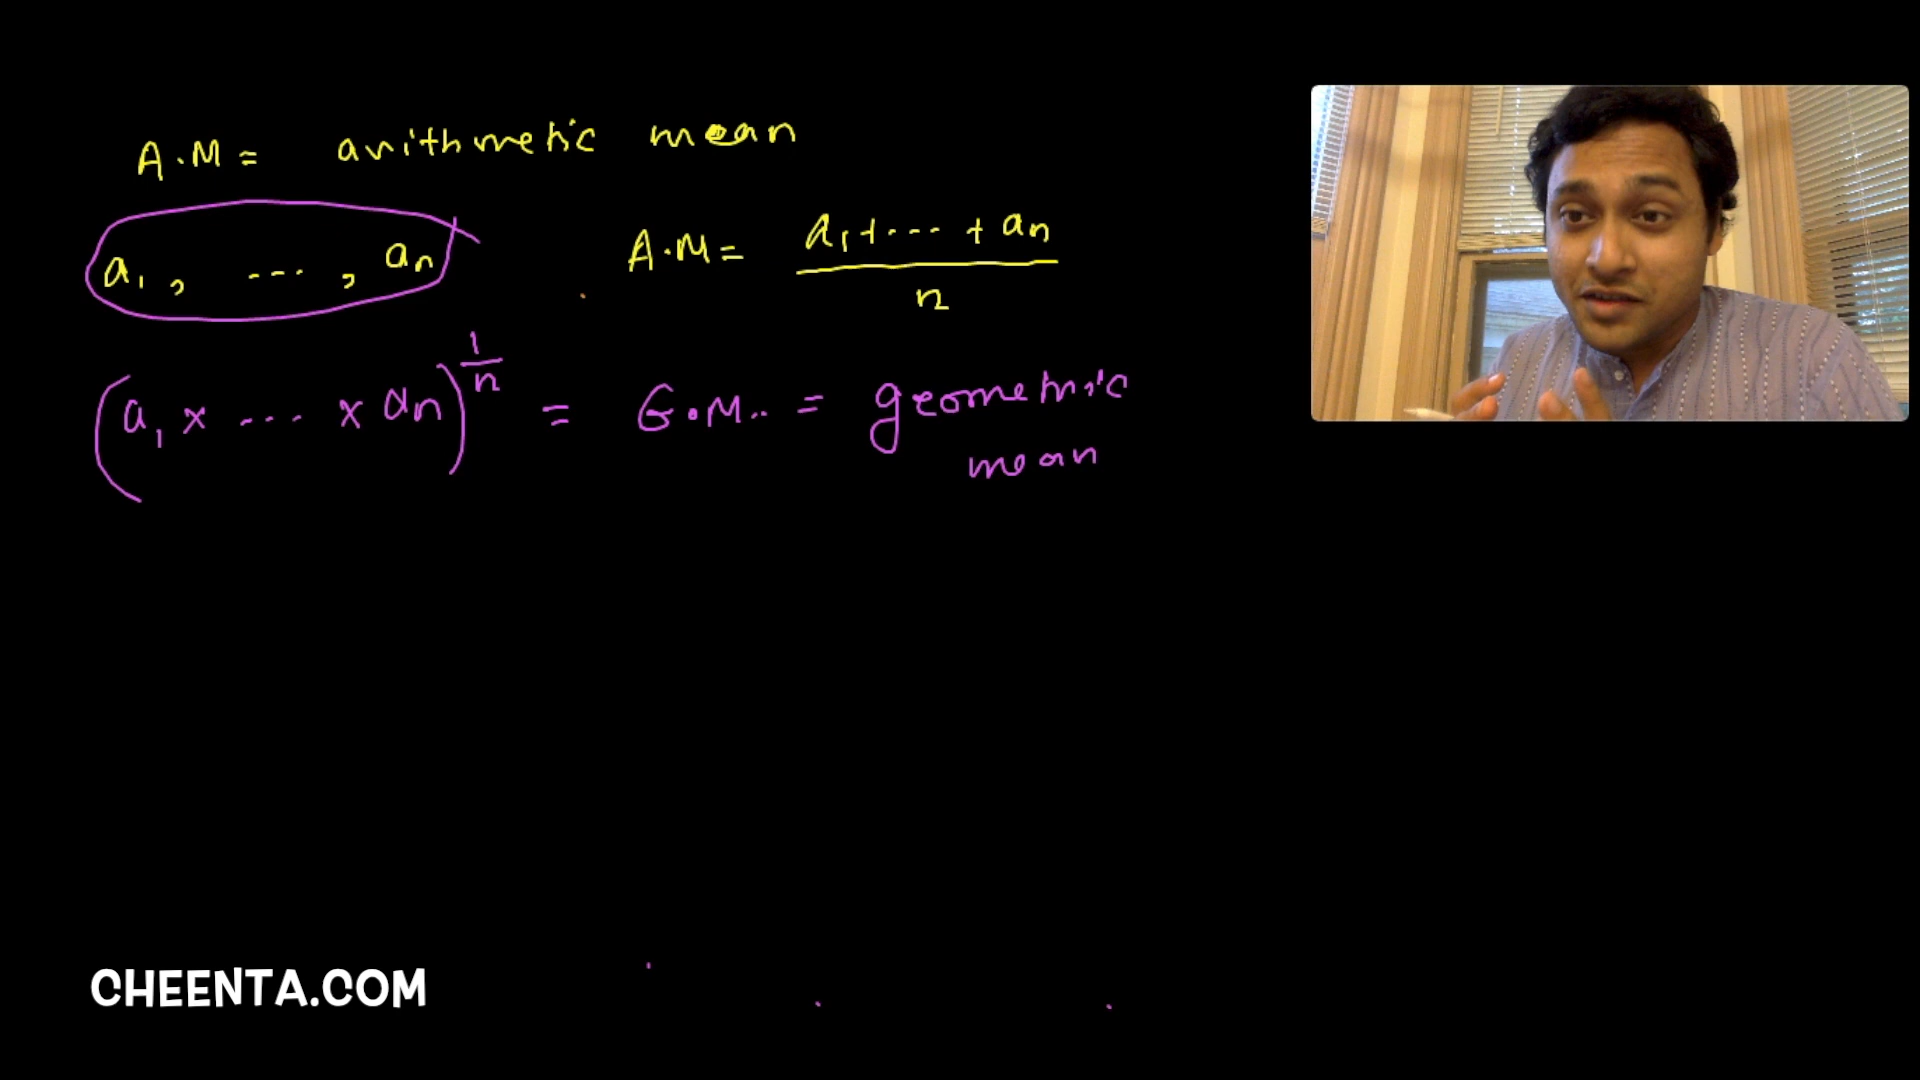 A.M = arithmetic mean
a₁, ---, aₙ
A.M = (a₁ + --- + aₙ) / n
(a₁ x --- x aₙ)^(1/n) = G.M.. = geometric
mean
CHEENTA.COM